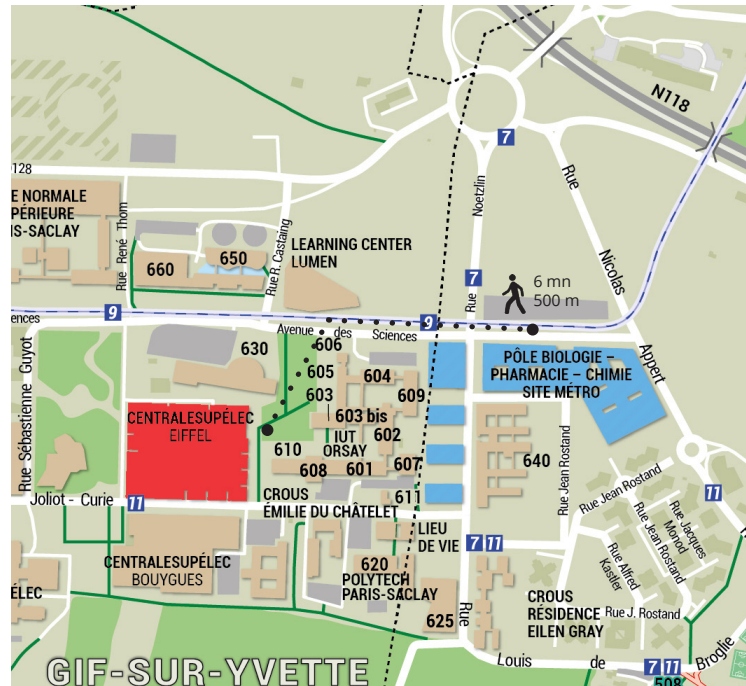 N118
7
D128
E NORMALE
PÉRIEURE
IS-SACLAY
Rue René Thom
660
650
Rue R. Castaing
LEARNING CENTER
LUMEN
Noetzlin
7
Rue
6 mn
500 m
Rue
Nicolas
Appert
ences
9
Avenue des Sciences
9
Rue Sébastienne Guyot
630
606
605
603
604
603 bis
609
IUT
ORSAY
602
610
608
601
607
611
PÔLE BIOLOGIE –
PHARMACIE – CHIMIE
SITE MÉTRO
CENTRALESUPÉLEC
EIFFEL
640
Rue Jean Rostand
Rue Jean Rostand
Rue Jacques
Monod
Rue Jean Rostand
Rue Alfred
Kastler
Rue J. Rostand
11
Joliot - Curie
11
CROUS
ÉMILIE DU CHÂTELET
LIEU
DE VIE
7 11
CENTRALESUPÉLEC
BOUYGUES
ÉLEC
620
POLYTECH
PARIS-SACLAY
625
Rue
CROUS
RÉSIDENCE
EILEN GRAY
Louis de Broglie
7 11
508
GIF-SUR-YVETTE